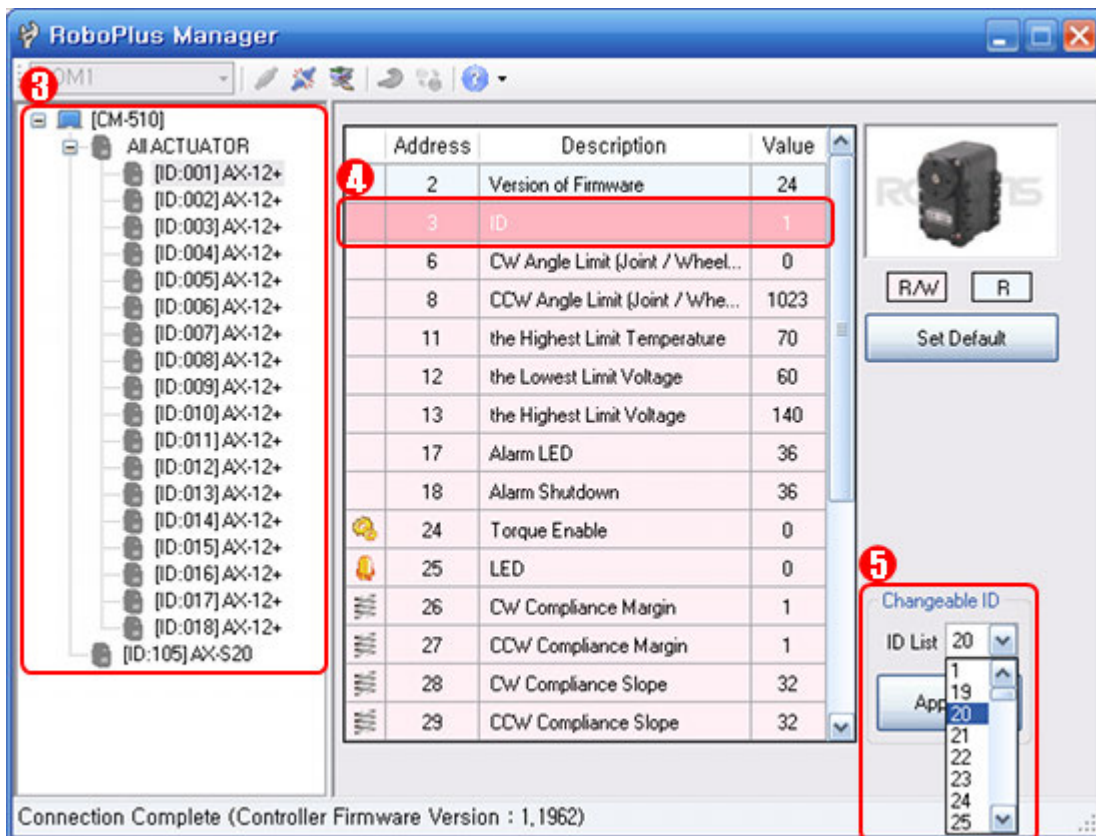 RoboPlus Manager
3
[CM-510]
All ACTUATOR
[ID:001] AX-12+
[ID:002] AX-12+
[ID:003] AX-12+
[ID:004] AX-12+
[ID:005] AX-12+
[ID:006] AX-12+
[ID:007] AX-12+
[ID:008] AX-12+
[ID:009] AX-12+
[ID:010] AX-12+
[ID:011] AX-12+
[ID:012] AX-12+
[ID:013] AX-12+
[ID:014] AX-12+
[ID:015] AX-12+
[ID:016] AX-12+
[ID:017] AX-12+
[ID:018] AX-12+
[ID:105] AX-S20
Address Description Value
2 Version of Firmware 24
4
3 ID 1
6 CW Angle Limit (Joint / Wheel... 0
8 CCW Angle Limit (Joint / Whe... 1023
11 the Highest Limit Temperature 70
12 the Lowest Limit Voltage 60
13 the Highest Limit Voltage 140
17 Alarm LED 36
18 Alarm Shutdown 36
24 Torque Enable 0
25 LED 0
26 CW Compliance Margin 1
27 CCW Compliance Margin 1
28 CW Compliance Slope 32
29 CCW Compliance Slope 32
R/W R
Set Default
5
Changeable ID
ID List 20
1
19
20
21
22
23
24
25
Connection Complete (Controller Firmware Version : 1,1962)